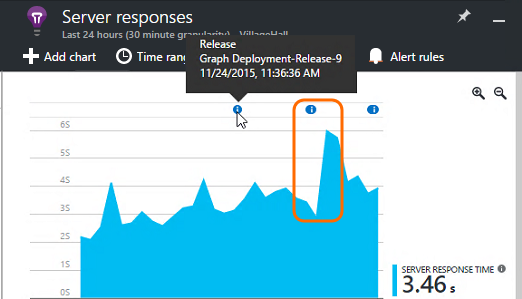 Server responses
Last 24 hours (30 minute granularity) - VillageHall
Add chart
Time rang
Alert rules
Release
Graph Deployment-Release-9
11/24/2015, 11:36:36 AM
6S
5S
4S
3S
2S
1S
0S
SERVER RESPONSE TIME
3.46 s